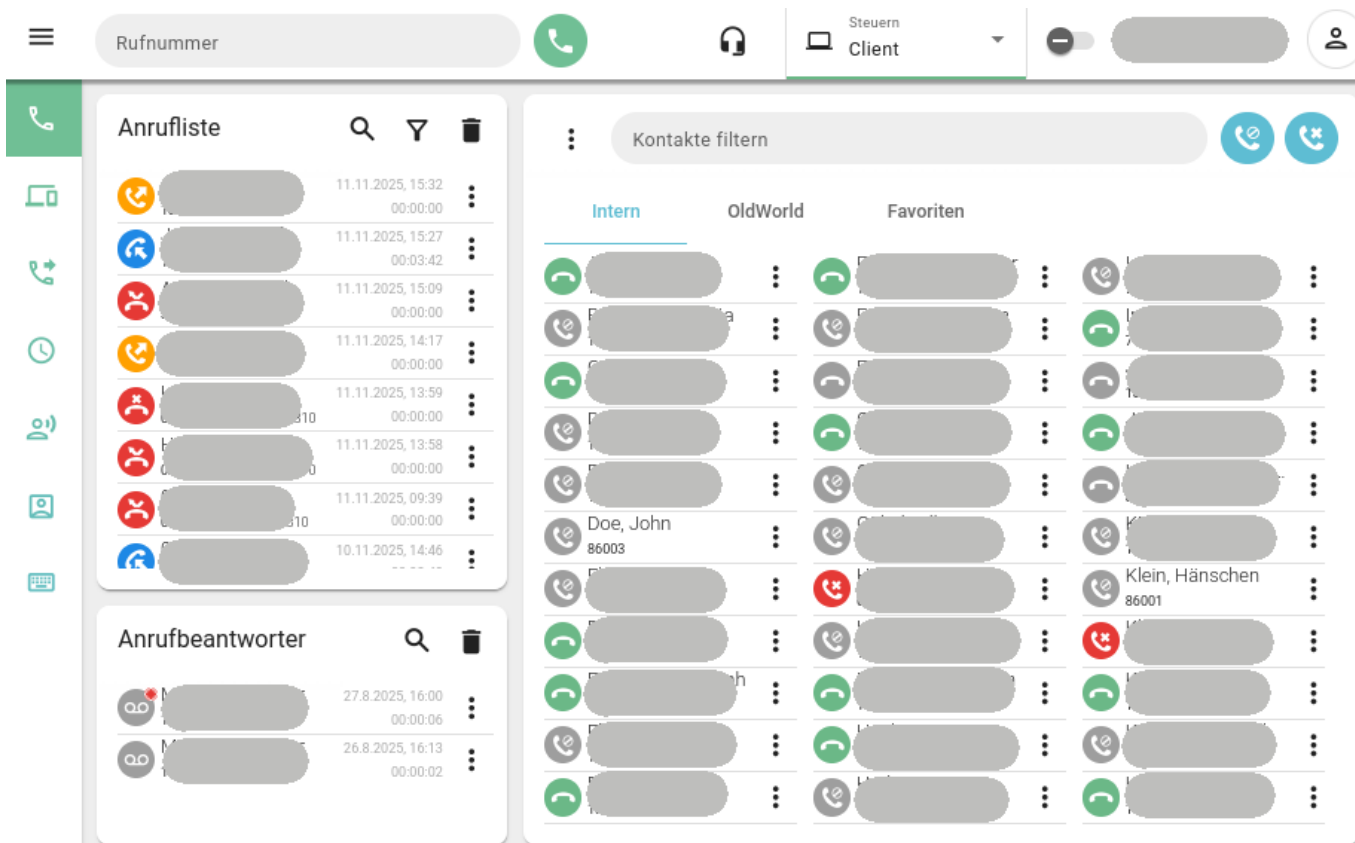 Rufnummer
Steuern
Client
Anrufliste
11.11.2025, 15:32
00:00:00
11.11.2025, 15:27
00:03:42
11.11.2025, 15:09
00:00:00
11.11.2025, 14:17
00:00:00
11.11.2025, 13:59
310
00:00:00
11.11.2025, 13:58
00:00:00
11.11.2025, 09:39
310
00:00:00
10.11.2025, 14:46
Anrufbeantworter
27.8.2025, 16:00
00:00:06
26.8.2025, 16:13
00:00:02
Kontakte filtern
Intern
OldWorld
Favoriten
Doe, John
86003
Klein, Hänschen
86001